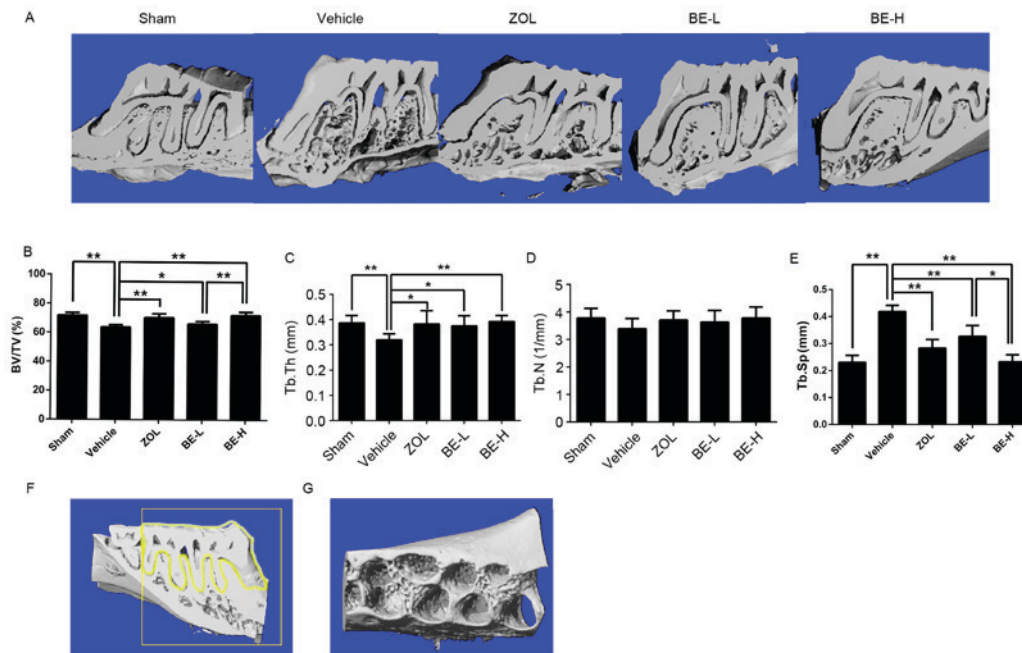 A
Sham Vehicle ZOL BE-L BE-H
B
BV/TV (%)
100
80
60
40
20
0
** ** * ** **
Sham Vehicle ZOL BE-L BE-H
C
Tb.Th (mm)
0.5
0.4
0.3
0.2
0.1
0.0
** ** * *
Sham Vehicle ZOL BE-L BE-H
D
Tb.N (1/mm)
5
4
3
2
1
0
Sham Vehicle ZOL BE-L BE-H
E
Tb.Sp (mm)
0.5
0.4
0.3
0.2
0.1
0.0
** ** ** * **
Sham Vehicle ZOL BE-L BE-H
F
G